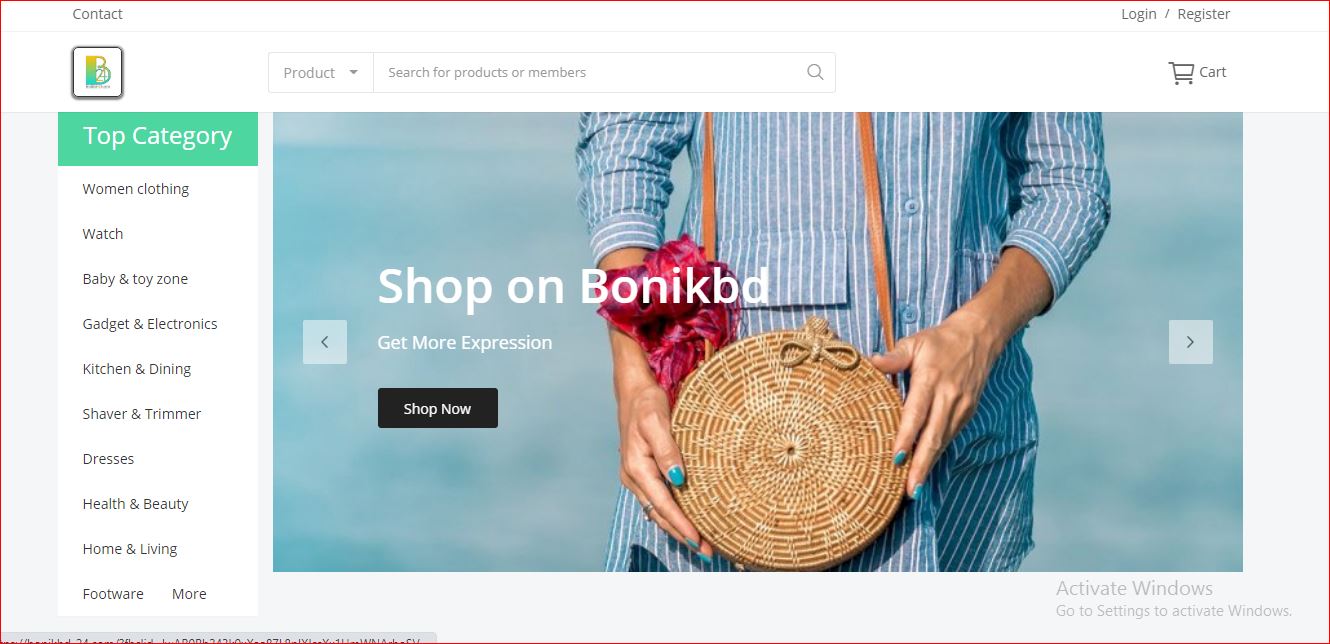 Contact
Login / Register
Product
Search for products or members
Cart
Top Category
Women clothing
Watch
Baby & toy zone
Gadget & Electronics
Kitchen & Dining
Shaver & Trimmer
Dresses
Health & Beauty
Home & Living
Footware More
Shop on Bonikbd
Get More Expression
Shop Now
Activate Windows
Go to Settings to activate Windows.